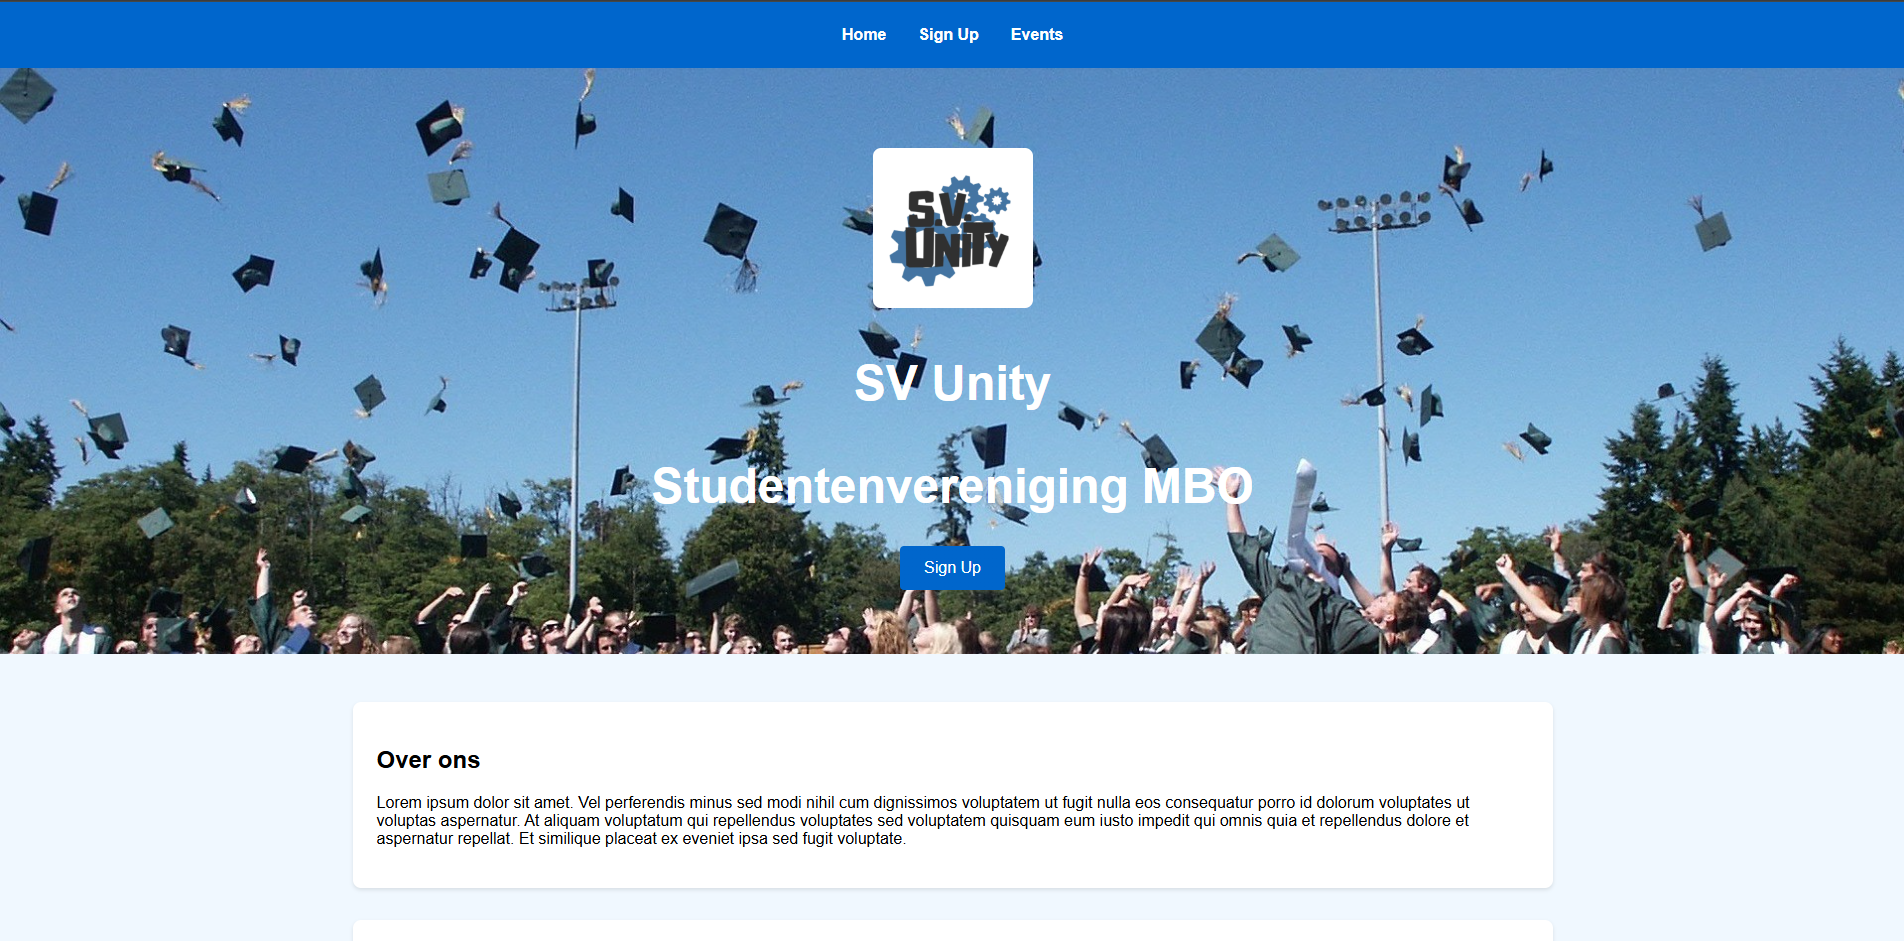 Home Sign Up Events
S.V.
UNITY
SV Unity
Studentenvereniging MBO
Sign Up
Over ons
Lorem ipsum dolor sit amet. Vel perferendis minus sed modi nihil cum dignissimos voluptatem ut fugit nulla eos consequatur porro id dolorum voluptates ut
voluptas aspernatur. At aliquam voluptatum qui repellendus voluptates sed voluptatem quisquam eum iusto impedit qui omnis quia et repellendus dolore et
aspernatur repellat. Et similique placeat ex eveniet ipsa sed fugit voluptate.